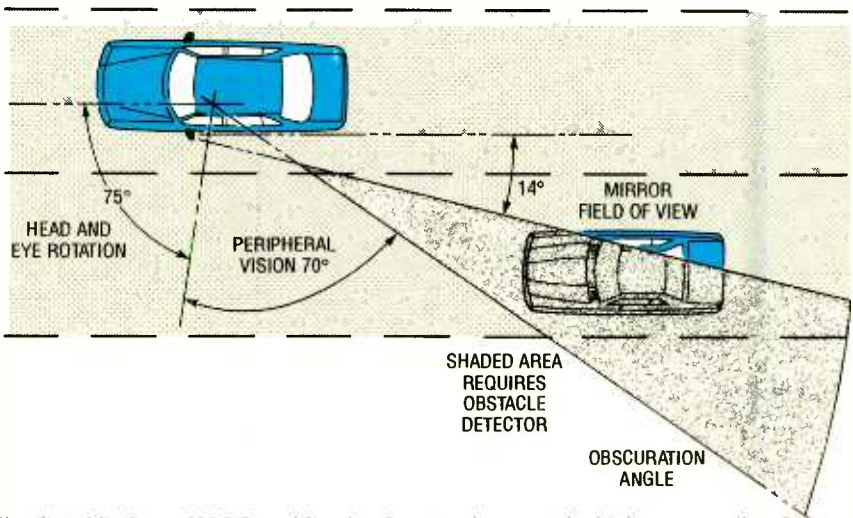 75°
HEAD AND
EYE ROTATION
PERIPHERAL
VISION 70°
14°
MIRROR
FIELD OF VIEW
SHADED AREA
REQUIRES
OBSTACLE
DETECTOR
OBSCURATION
ANGLE